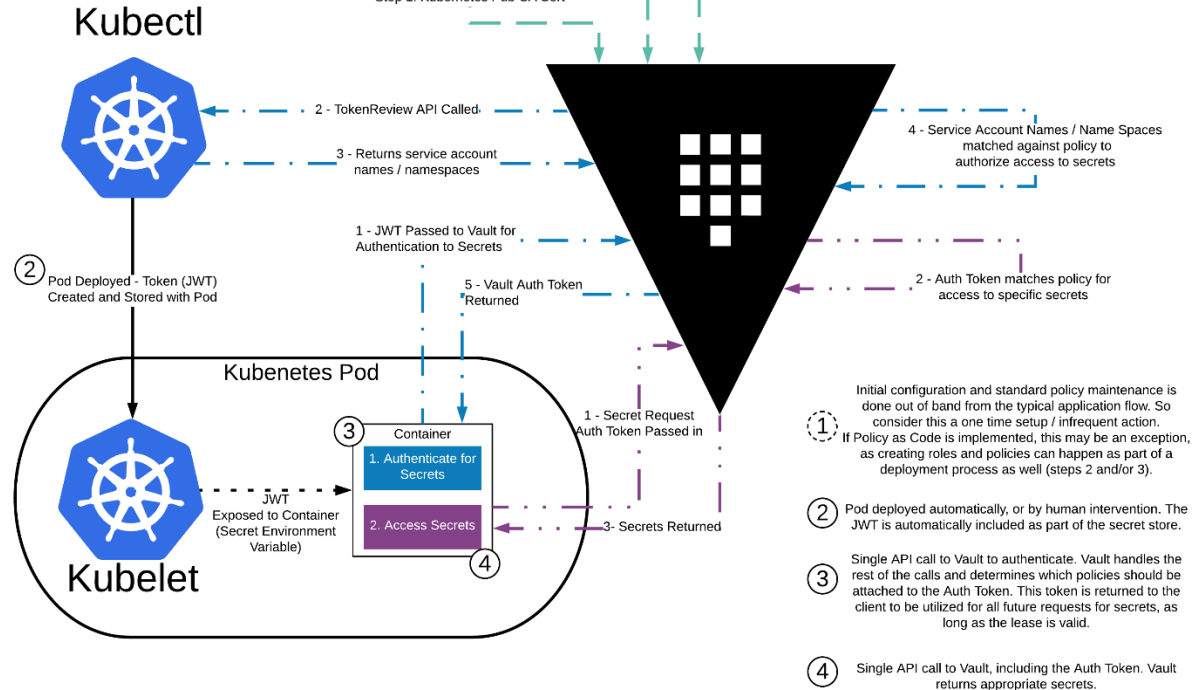 Kubectl
2 - TokenReview API Called
3 - Returns service account
names / namespaces
4 - Service Account Names / Name Spaces
matched against policy to
authorize access to secrets
1 - JWT Passed to Vault for
Authentication to Secrets
2
Pod Deployed - Token (JWT)
Created and Stored with Pod
5 - Vault Auth Token
Returned
2 - Auth Token matches policy for
access to specific secrets
Kubenetes Pod
1 - Secret Request
Auth Token Passed in
3
Container
1. Authenticate for
Secrets
2. Access Secrets
4
JWT
Exposed to Container
(Secret Environment
Variable)
3- Secrets Returned
Kubelet
1
Initial configuration and standard policy maintenance is
done out of band from the typical application flow. So
consider this a one time setup / infrequent action.
If Policy as Code is implemented, this may be an exception,
as creating roles and policies can happen as part of a
deployment process as well (steps 2 and/or 3).
2
Pod deployed automatically, or by human intervention. The
JWT is automatically included as part of the secret store.
3
Single API call to Vault to authenticate. Vault handles the
rest of the calls and determines which policies should be
attached to the Auth Token. This token is returned to the
client to be utilized for all future requests for secrets, as
long as the lease is valid.
4
Single API call to Vault, including the Auth Token. Vault
returns appropriate secrets.